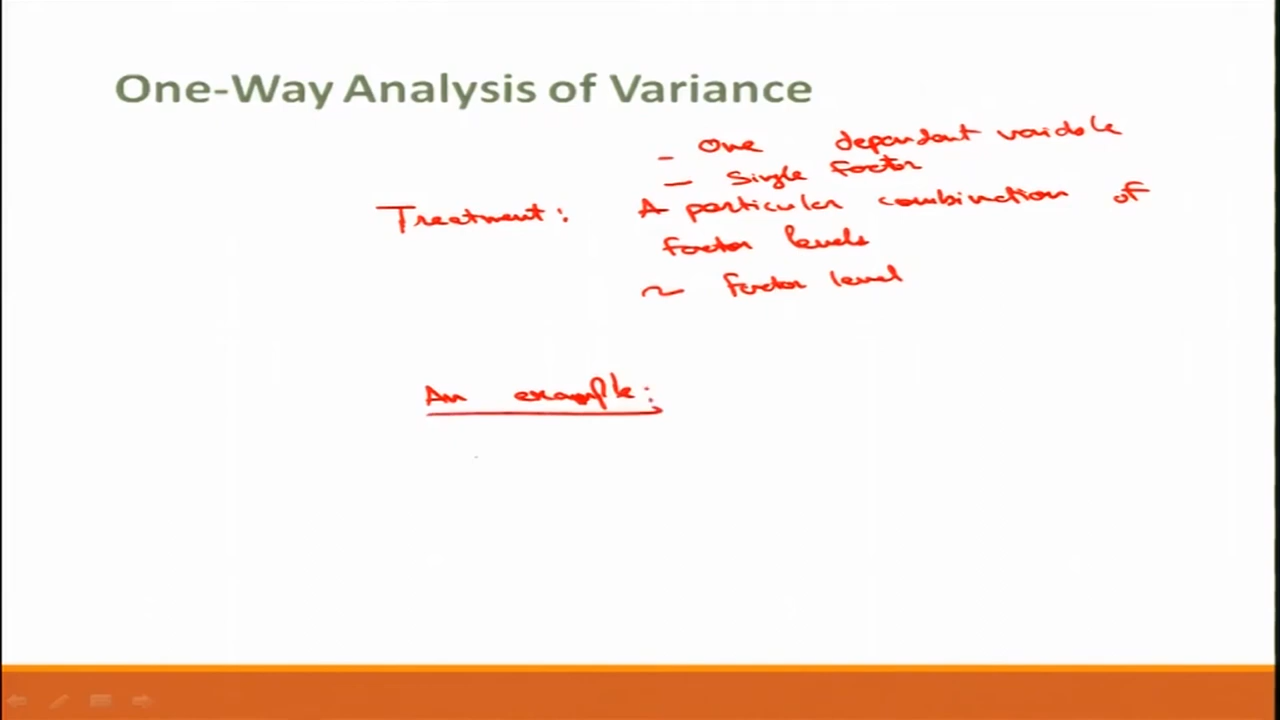 One-Way Analysis of Variance
- One dependent variable
- Single factor
Treatment: A particular combination of
factor levels
~ factor level
An example: